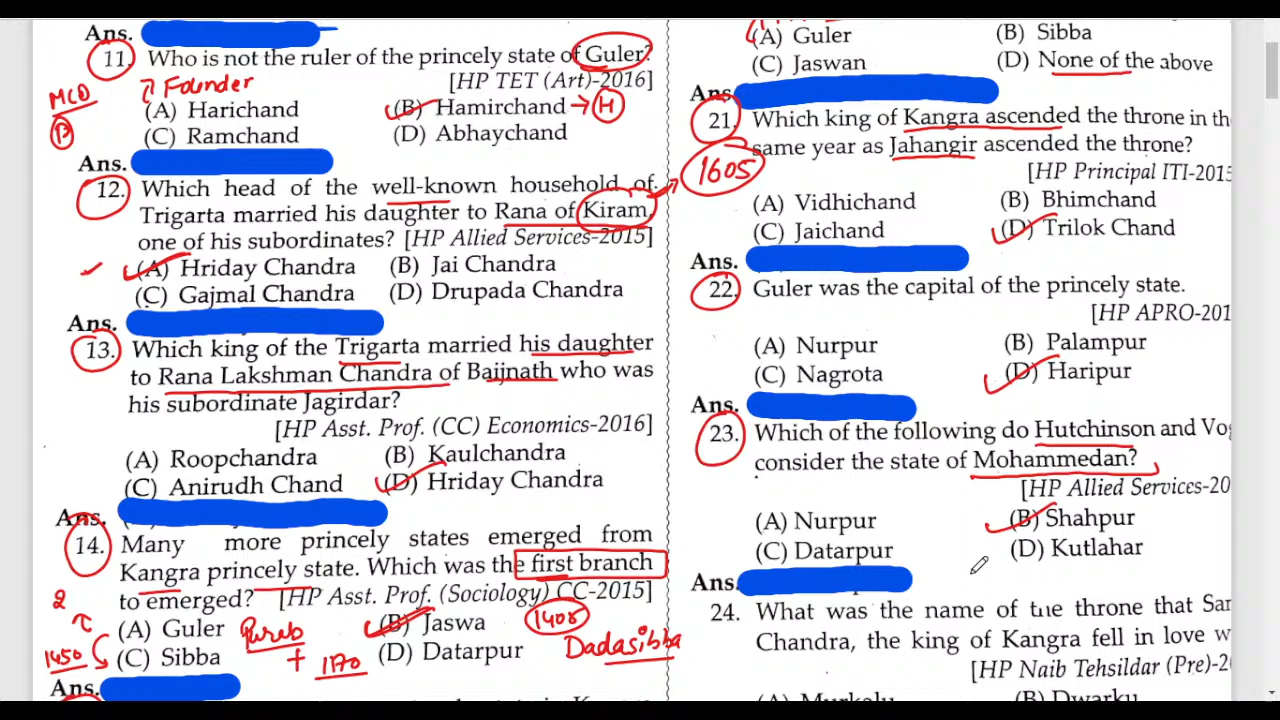 Ans.
11. Who is not the ruler of the princely state of Guler?
[HP TET (Art)-2016]
Founder
MCD
B
(A) Harichand (B) Hamirchand → H
(C) Ramchand (D) Abhaychand
Ans.
12. Which head of the well-known household of
Trigarta married his daughter to Rana of Kiram,
one of his subordinates? [HP Allied Services-2015]
(A) Hriday Chandra (B) Jai Chandra
(C) Gajmal Chandra (D) Drupada Chandra
Ans.
13. Which king of the Trigarta married his daughter
to Rana Lakshman Chandra of Baijnath who was
his subordinate Jagirdar?
[HP Asst. Prof. (CC) Economics-2016]
(A) Roopchandra (B) Kaulchandra
(C) Anirudh Chand (D) Hriday Chandra
Ans.
14. Many more princely states emerged from
Kangra princely state. Which was the first branch
to emerged? [HP Asst. Prof. (Sociology) CC-2015]
2
(A) Guler (B) Jaswa
Pureb
+ 1170
1408
Dadasibba
1450
(C) Sibba (D) Datarpur
Ans.
(A) Guler (B) Sibba
(C) Jaswan (D) None of the above
Ans.
21. Which king of Kangra ascended the throne in th
same year as Jahangir ascended the throne?
1605
[HP Principal ITI-2015
(A) Vidhichand (B) Bhimchand
(C) Jaichand (D) Trilok Chand
Ans.
22. Guler was the capital of the princely state.
[HP APRO-201
(A) Nurpur (B) Palampur
(C) Nagrota (D) Haripur
Ans.
23. Which of the following do Hutchinson and Vog
consider the state of Mohammedan?
[HP Allied Services-20
(A) Nurpur (B) Shahpur
(C) Datarpur (D) Kutlahar
Ans.
24. What was the name of the throne that Sar
Chandra, the king of Kangra fell in love w
[HP Naib Tehsildar (Pre)-2
(A) Murkelu (B) Dwarku